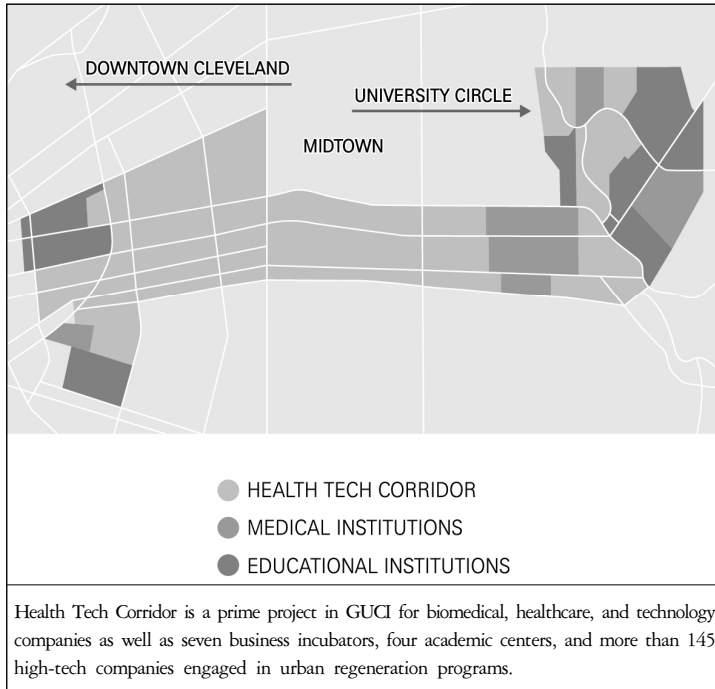 DOWNTOWN CLEVELAND
UNIVERSITY CIRCLE
MIDTOWN
HEALTH TECH CORRIDOR
MEDICAL INSTITUTIONS
EDUCATIONAL INSTITUTIONS
Health Tech Corridor is a prime project in GUCI for biomedical, healthcare, and technology
companies as well as seven business incubators, four academic centers, and more than 145
high-tech companies engaged in urban regeneration programs.